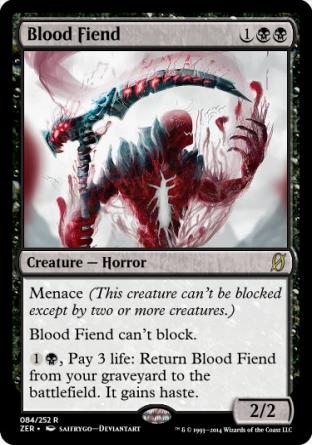 Blood Fiend 1
Creature — Horror
Menace (This creature can't be blocked
except by two or more creatures.)
Blood Fiend can't block.
1, Pay 3 life: Return Blood Fiend
from your graveyard to the
battlefield. It gains haste.
2/2
084/252 R
ZER • SAIFRYGO—DEVIANTART
™ & © 1993–2014 Wizards of the Coast LLC